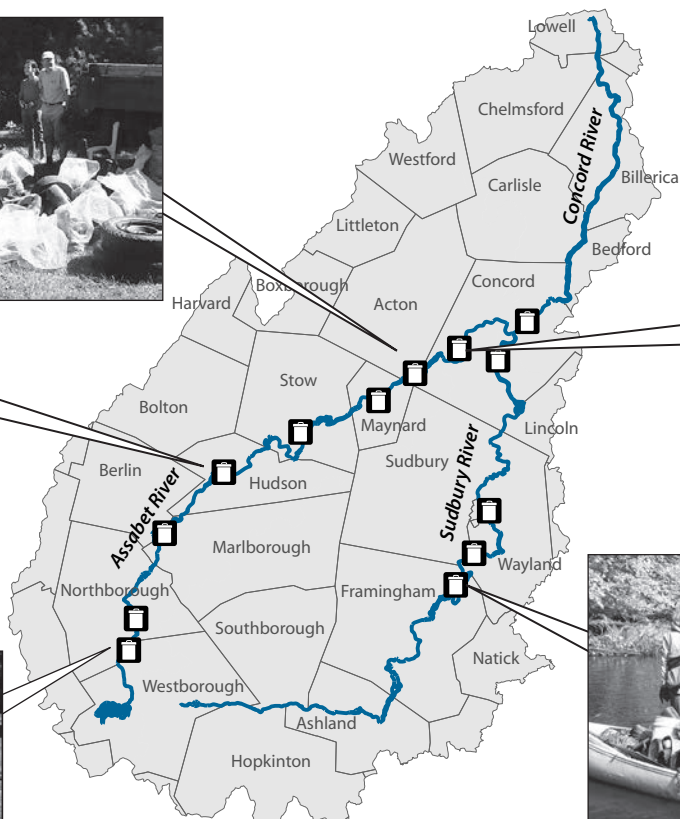 Lowell
Chelmsford
Concord River
Westford
Billerica
Carlisle
Littleton
Bedford
Concord
Boxborough
Harvard
Acton
Stow
Bolton
Maynard
Lincoln
Berlin
Sudbury
Hudson
Sudbury River
Assabet River
Marlborough
Wayland
Northborough
Framingham
Southborough
Natick
Westborough
Ashland
Hopkinton